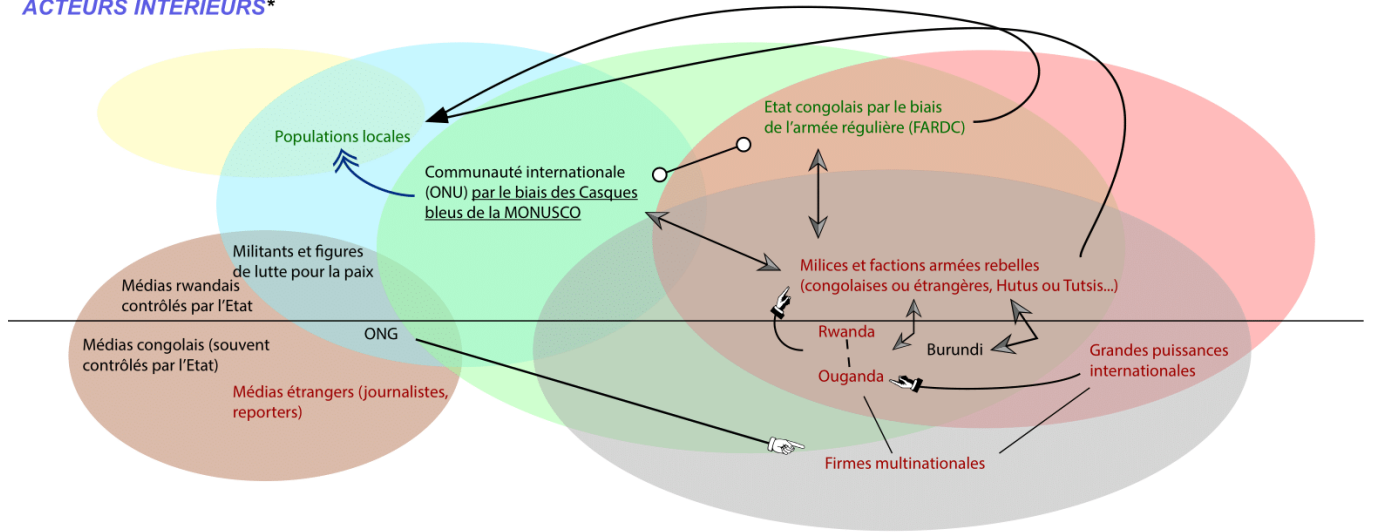 ACTEURS INTERIEURS*
Etat congolais par le biais
de l'armée régulière (FARDC)
Populations locales
Communauté internationale
(ONU) par le biais des Casques
bleus de la MONUSCO
Militants et figures
de lutte pour la paix
Milices et factions armées rebelles
(congolaises ou étrangères, Hutus ou Tutsis...)
Médias rwandais
contrôlés par l'Etat
ONG
Rwanda
Médias congolais (souvent
contrôlés par l'Etat)
Burundi
Grandes puissances
internationales
Ouganda
Médias étrangers (journalistes,
reporters)
Firmes multinationales